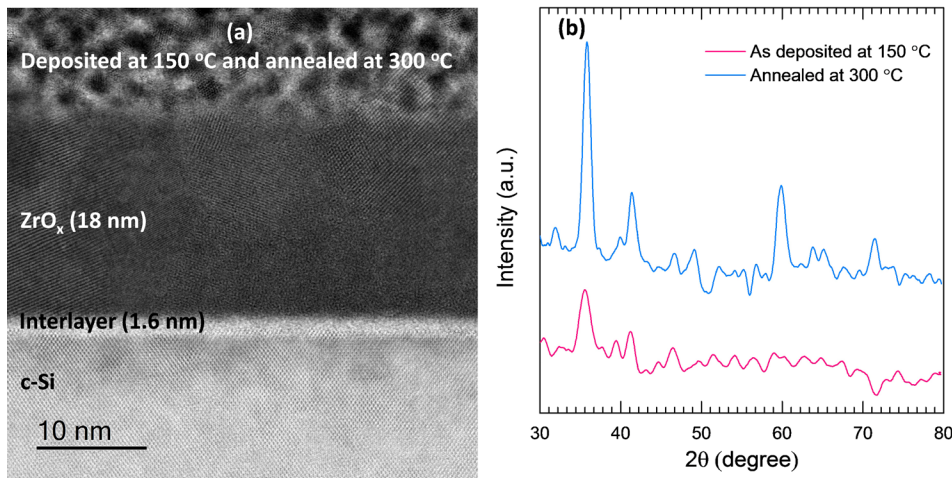 (a)
Deposited at 150 °C and annealed at 300 °C
ZrOₓ (18 nm)
Interlayer (1.6 nm)
c-Si
10 nm
(b)
As deposited at 150 °C
Annealed at 300 °C
Intensity (a.u.)
30 40 50 60 70 80
2θ (degree)